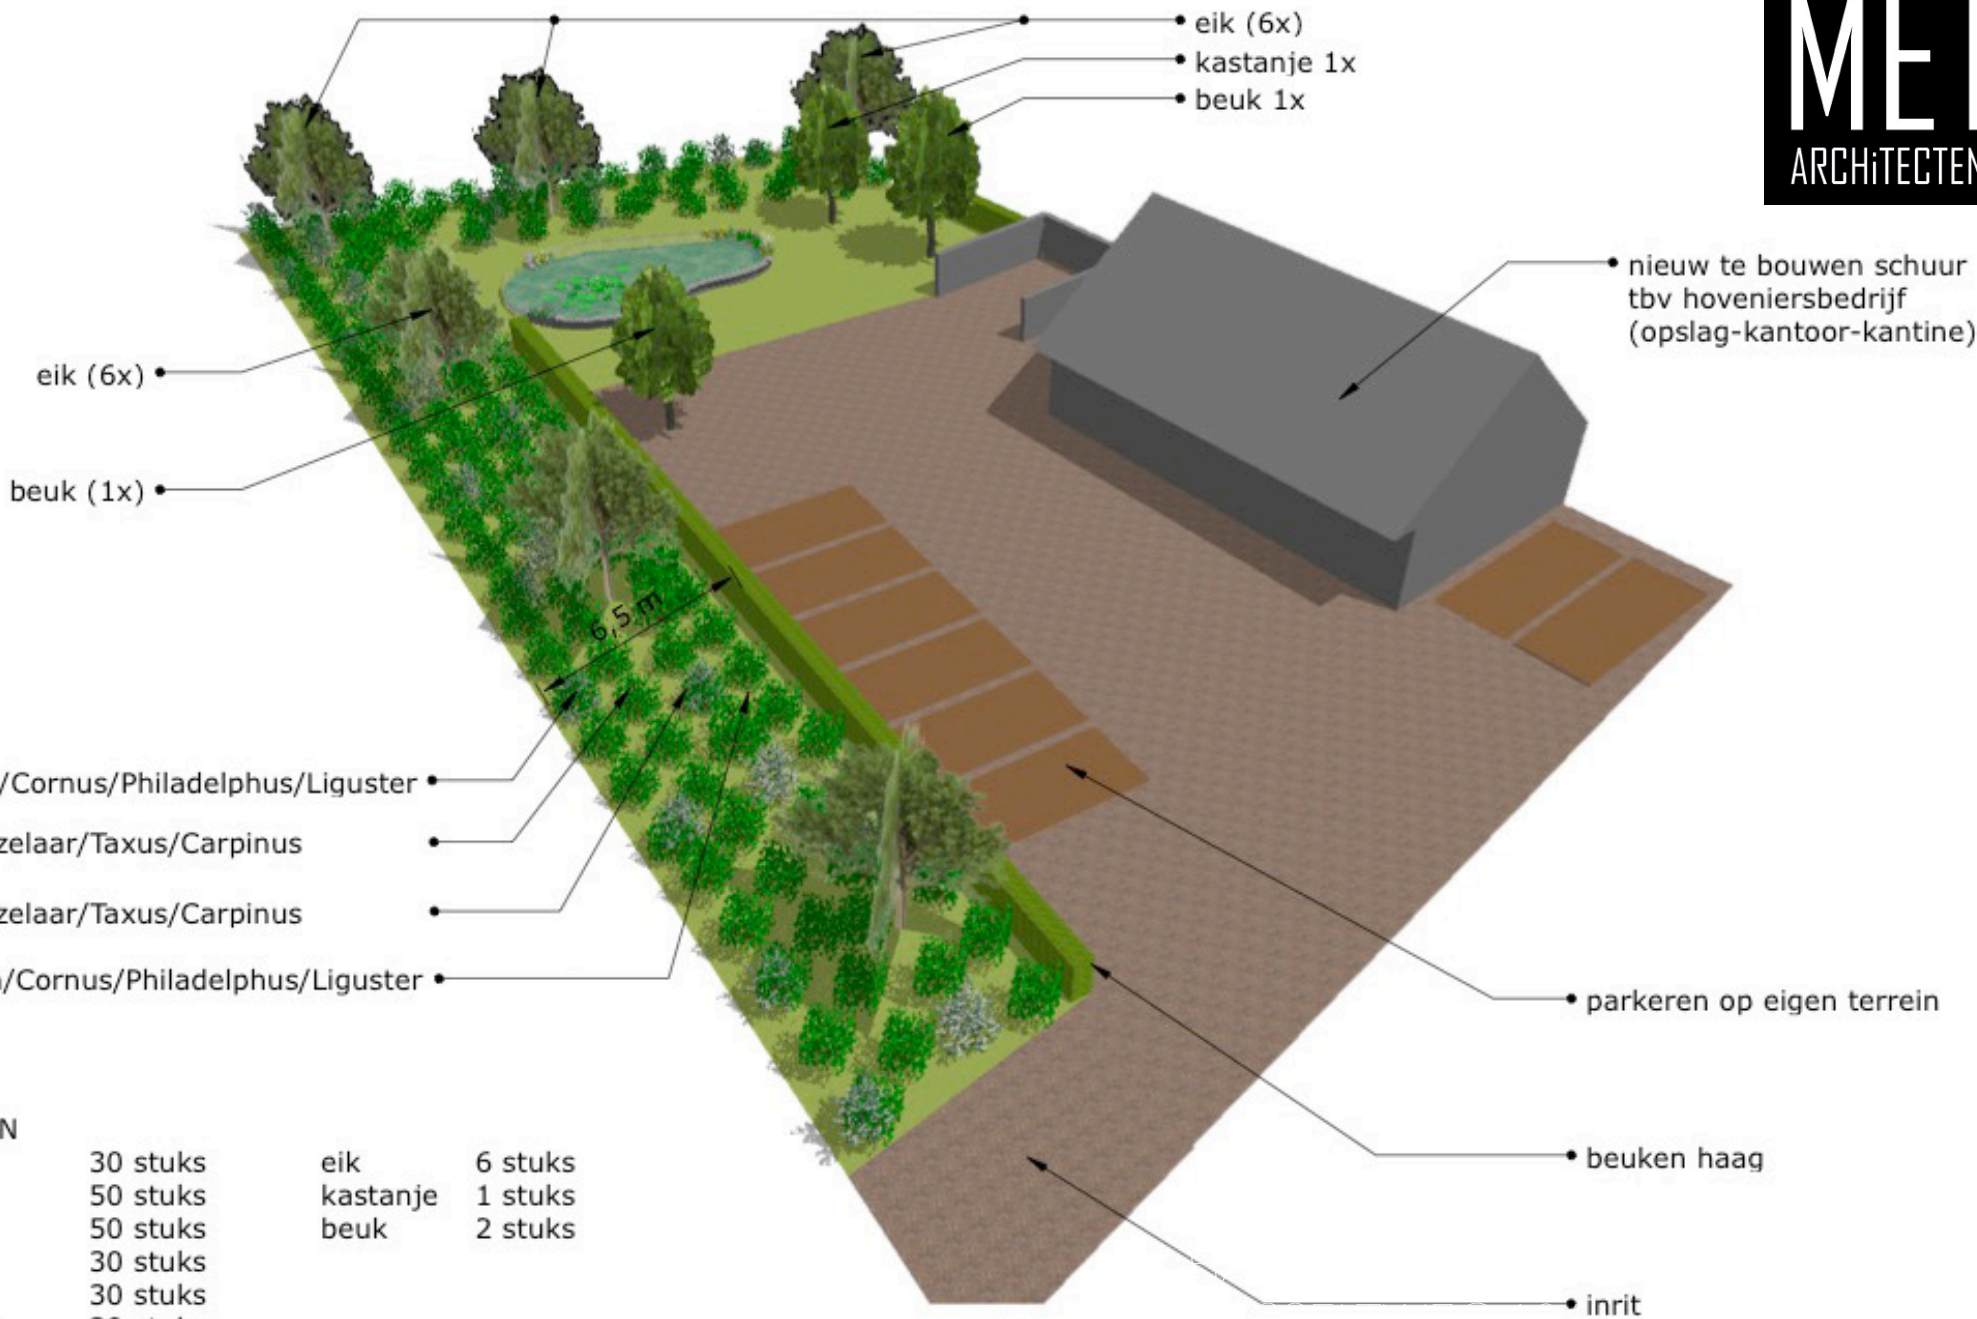 eik (6x)
kastanje 1x
beuk 1x
ARCHiTECTEN
nieuw te bouwen schuur
tbv hoveniersbedrijf
(opslag-kantoor-kantine)
eik (6x)
beuk (1x)
6,5 m
/Cornus/Philadelphus/Liguster
zelaar/Taxus/Carpinus
zelaar/Taxus/Carpinus
/Cornus/Philadelphus/Liguster
parkeren op eigen terrein
beuken haag
inrit
N
30 stuks eik 6 stuks
50 stuks kastanje 1 stuks
50 stuks beuk 2 stuks
30 stuks
30 stuks